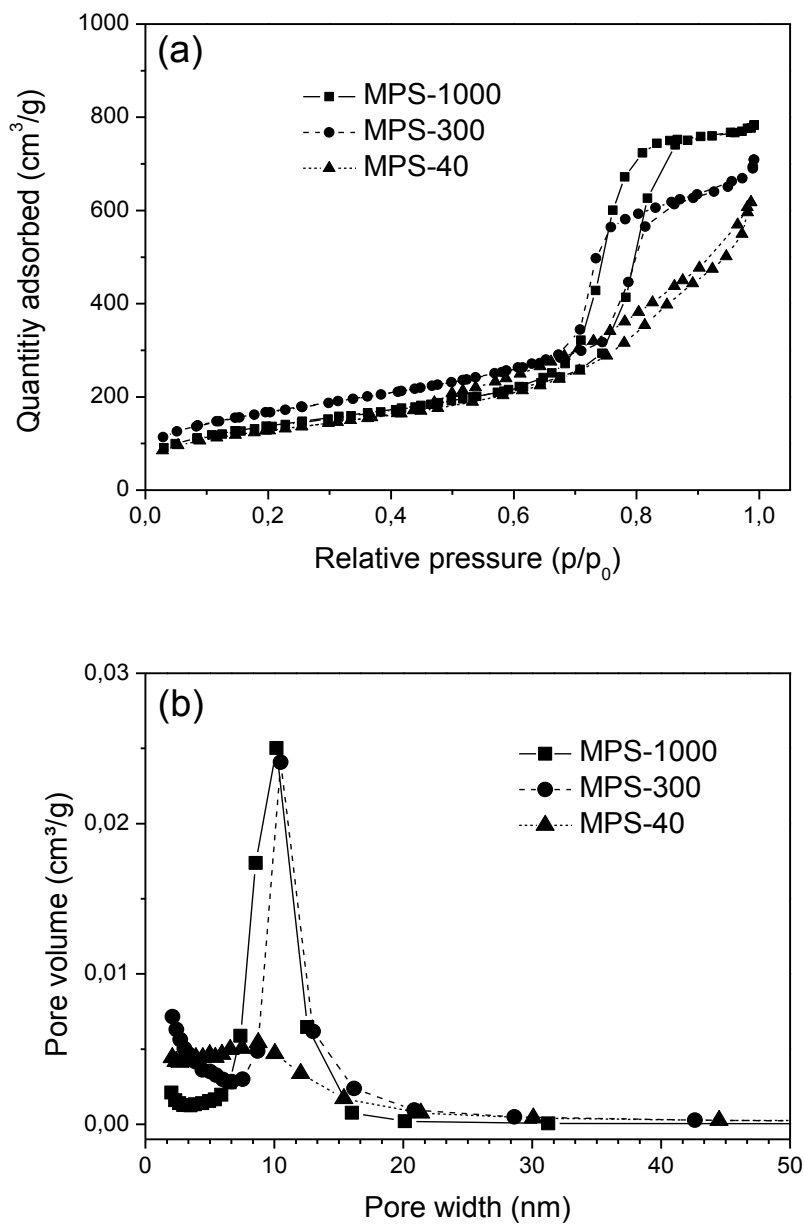 (a)
MPS-1000
MPS-300
MPS-40
1000
800
600
400
200
0
Quantitiy adsorbed (cm³/g)
0,0 0,2 0,4 0,6 0,8 1,0
Relative pressure (p/p₀)
(b)
MPS-1000
MPS-300
MPS-40
0,03
0,02
0,01
0,00
Pore volume (cm³/g)
0 10 20 30 40 50
Pore width (nm)